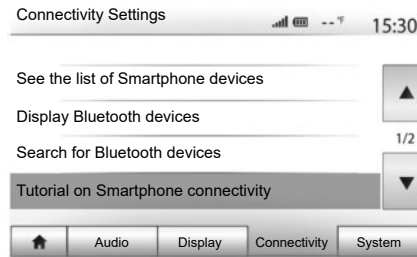 Connectivity Settings
-- °F 15:30
See the list of Smartphone devices
Display Bluetooth devices
Search for Bluetooth devices
1/2
Tutorial on Smartphone connectivity
Audio Display Connectivity System